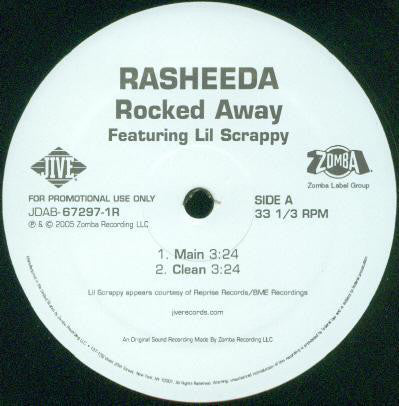 RASHEEDA
Rocked Away
Featuring Lil Scrappy
JIVE
ZOMBA
Zomba Label Group
FOR PROMOTIONAL USE ONLY
JDAB-67297-1R
℗ & © 2005 Zomba Recording LLC
SIDE A
33 1/3 RPM
1. Main 3:24
2. Clean 3:24
Lil Scrappy appears courtesy of Reprise Records/BME Recordings
jiverecords.com
An Original Sound Recording Made By Zomba Recording LLC